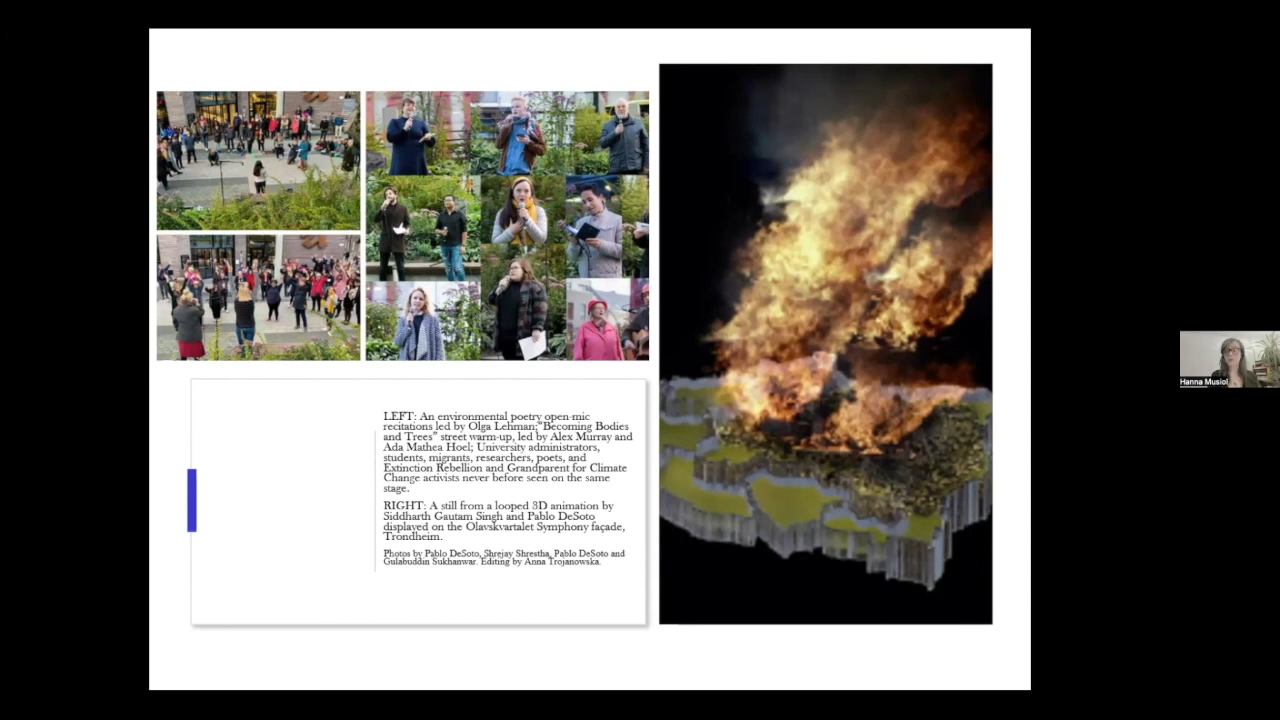 LEFT: An environmental poetry open-mic
recitations led by Olga Lehman;"Becoming Bodies
and Trees" street warm-up, led by Alex Murray and
Ada Mathea Hoel; University administrators,
students, migrants, researchers, poets, and
Extinction Rebellion and Grandparent for Climate
Change activists never before seen on the same
stage.
RIGHT: A still from a looped 3D animation by
Siddharth Gautam Singh and Pablo DeSoto
displayed on the Olavskvartalet Symphony façade,
Trondheim.
Photos by Pablo DeSoto, Shrejay Shrestha, Pablo DeSoto and
Gulabuddin Sukhanwar. Editing by Anna Trojanowska.
Hanna Musiol